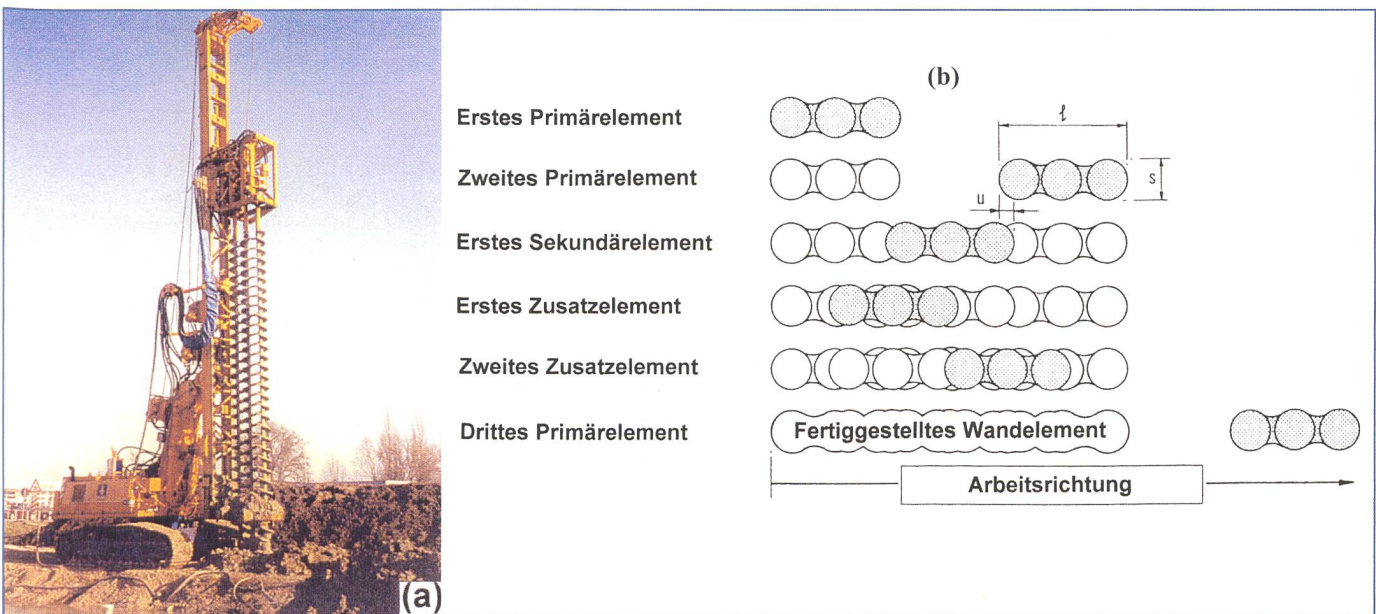 (a)
(b)
Erstes Primärelement
ℓ
Zweites Primärelement
s
u
Erstes Sekundärelement
Erstes Zusatzelement
Zweites Zusatzelement
Drittes Primärelement
Fertiggestelltes Wandelement
Arbeitsrichtung